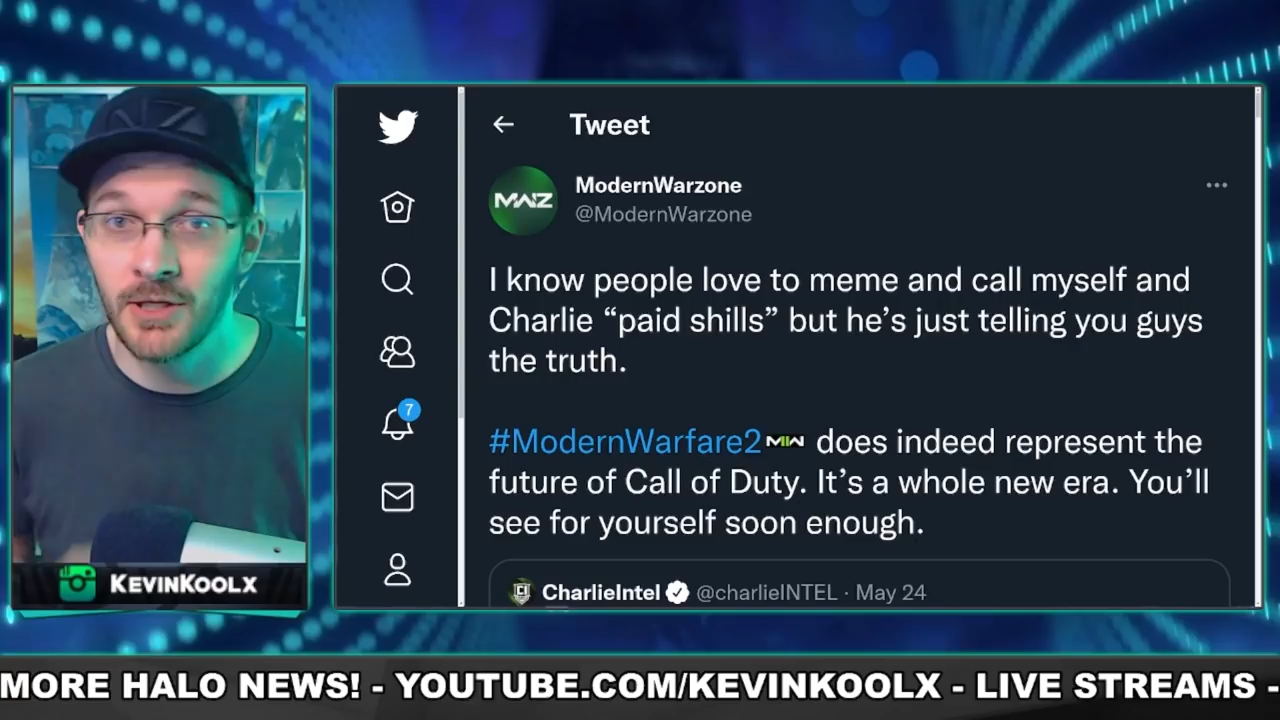 Tweet
MWZ
ModernWarzone
@ModernWarzone
I know people love to meme and call myself and
Charlie “paid shills” but he’s just telling you guys
the truth.
#ModernWarfare2 MW does indeed represent the
future of Call of Duty. It’s a whole new era. You’ll
see for yourself soon enough.
CharlieIntel @charlieINTEL · May 24
7
KEVINKOOLX
MORE HALO NEWS! - YOUTUBE.COM/KEVINKOOLX - LIVE STREAMS -